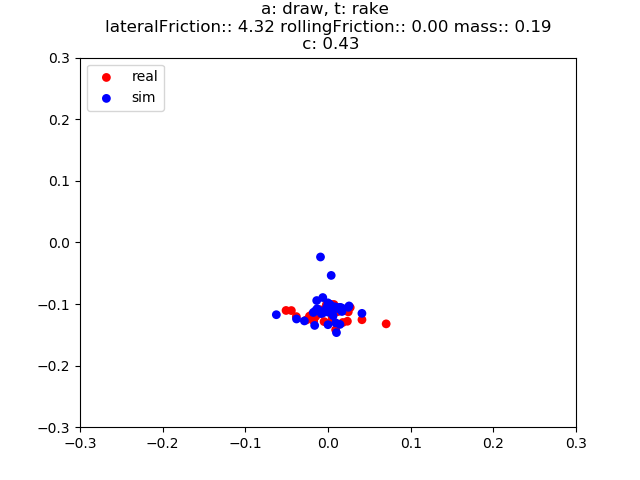 a: draw, t: rake
lateralFriction:: 4.32 rollingFriction:: 0.00 mass:: 0.19
c: 0.43
real
sim
0.3
0.2
0.1
0.0
−0.1
−0.2
−0.3
−0.3
−0.2
−0.1
0.0
0.1
0.2
0.3